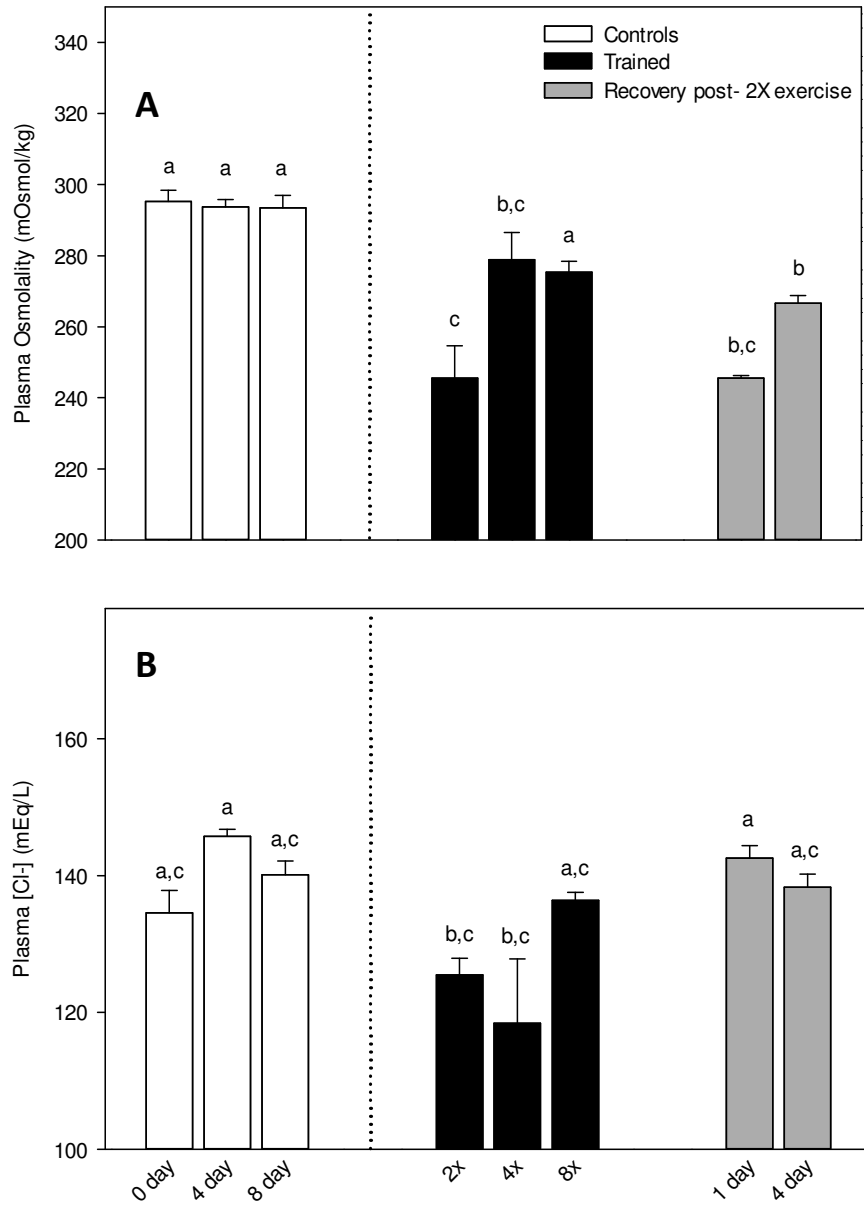 340
320
300
280
260
240
220
200
Plasma Osmolality (mOsmol/kg)
A
Controls
Trained
Recovery post- 2X exercise
a
a
a
c
b,c
a
b,c
b
160
140
120
100
Plasma [Cl-] (mEq/L)
B
a,c
a
a,c
b,c
b,c
a,c
a
a,c
0 day
4 day
8 day
2x
4x
8x
1 day
4 day